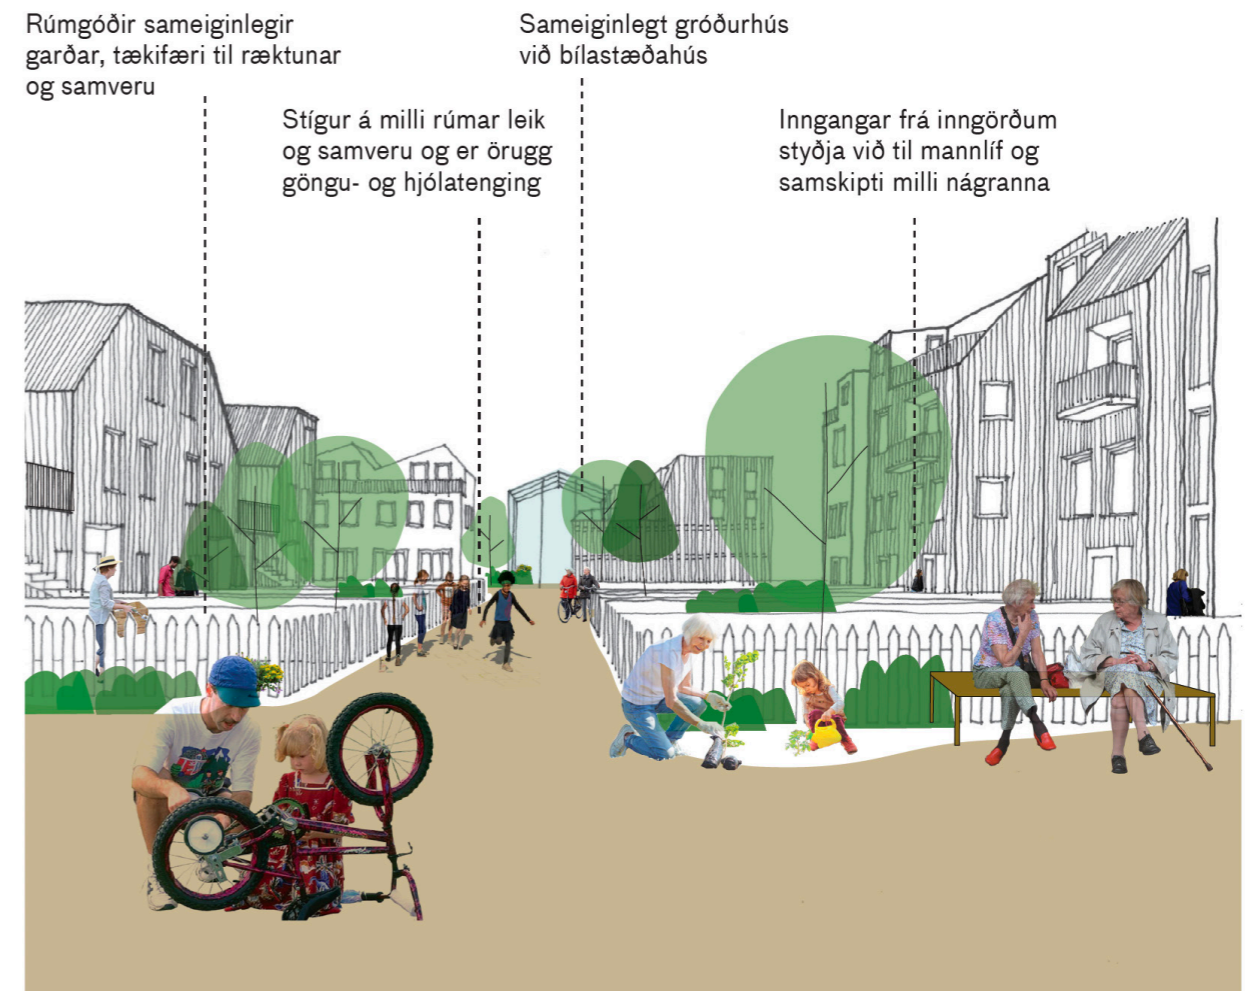 Rúmgóðir sameiginlegir
garðar, tækifæri til ræktunar
og samveru
Sameiginlegt gróðurhús
við bílastæðahús
Stígur á milli rúmar leik
og samveru og er örugg
göngu- og hjólatenging
Inngangar frá inngörðum
styðja við til mannlíf og
samskipti milli nágranna